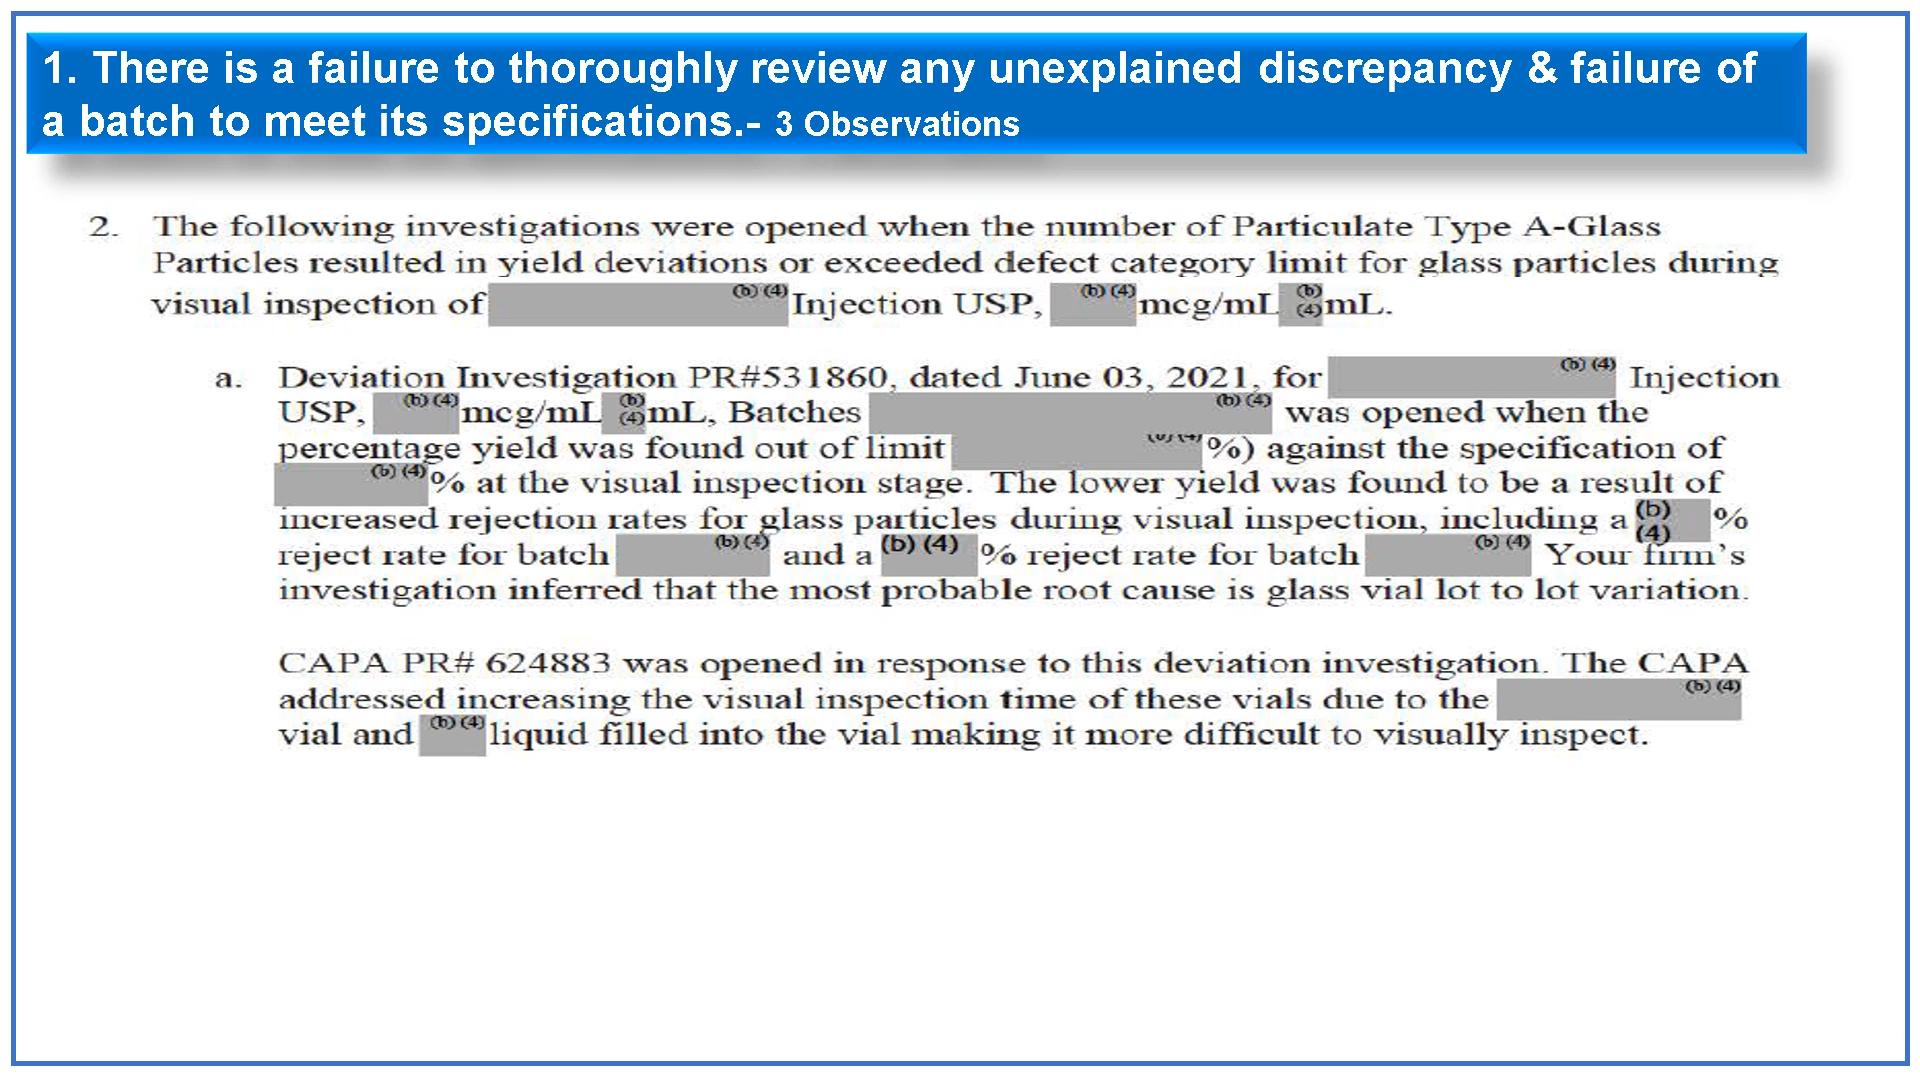 1. There is a failure to thoroughly review any unexplained discrepancy & failure of
a batch to meet its specifications.- 3 Observations
2. The following investigations were opened when the number of Particulate Type A-Glass
Particles resulted in yield deviations or exceeded defect category limit for glass particles during
visual inspection of (b) (4) Injection USP, (b) (4) mcg/mL (b) (4) mL.
a. Deviation Investigation PR#531860, dated June 03, 2021, for (b) (4) Injection
USP, (b) (4) mcg/mL (b) (4) mL, Batches (b) (4) was opened when the
percentage yield was found out of limit (b) (4) %) against the specification of
(b) (4) % at the visual inspection stage. The lower yield was found to be a result of
increased rejection rates for glass particles during visual inspection, including a (b) (4) %
reject rate for batch (b) (4) and a (b) (4) % reject rate for batch (b) (4) Your firm's
investigation inferred that the most probable root cause is glass vial lot to lot variation.
CAPA PR# 624883 was opened in response to this deviation investigation. The CAPA
addressed increasing the visual inspection time of these vials due to the (b) (4)
vial and (b) (4) liquid filled into the vial making it more difficult to visually inspect.